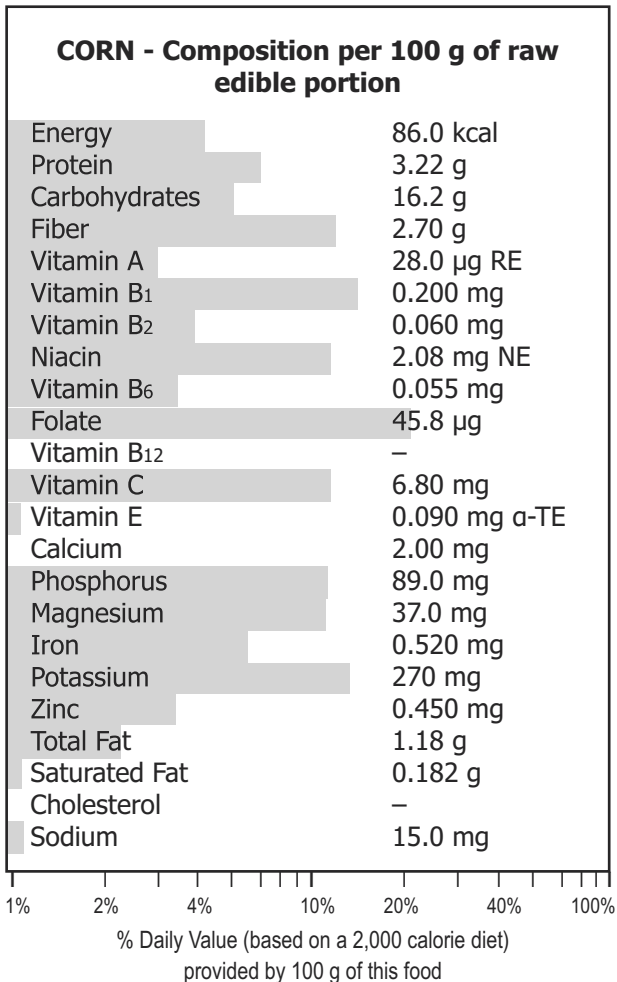 CORN - Composition per 100 g of raw
edible portion
Energy 86.0 kcal
Protein 3.22 g
Carbohydrates 16.2 g
Fiber 2.70 g
Vitamin A 28.0 µg RE
Vitamin B1 0.200 mg
Vitamin B2 0.060 mg
Niacin 2.08 mg NE
Vitamin B6 0.055 mg
Folate 45.8 µg
Vitamin B12 –
Vitamin C 6.80 mg
Vitamin E 0.090 mg α-TE
Calcium 2.00 mg
Phosphorus 89.0 mg
Magnesium 37.0 mg
Iron 0.520 mg
Potassium 270 mg
Zinc 0.450 mg
Total Fat 1.18 g
Saturated Fat 0.182 g
Cholesterol –
Sodium 15.0 mg
1% 2% 4% 10% 20% 40% 100%
% Daily Value (based on a 2,000 calorie diet)
provided by 100 g of this food